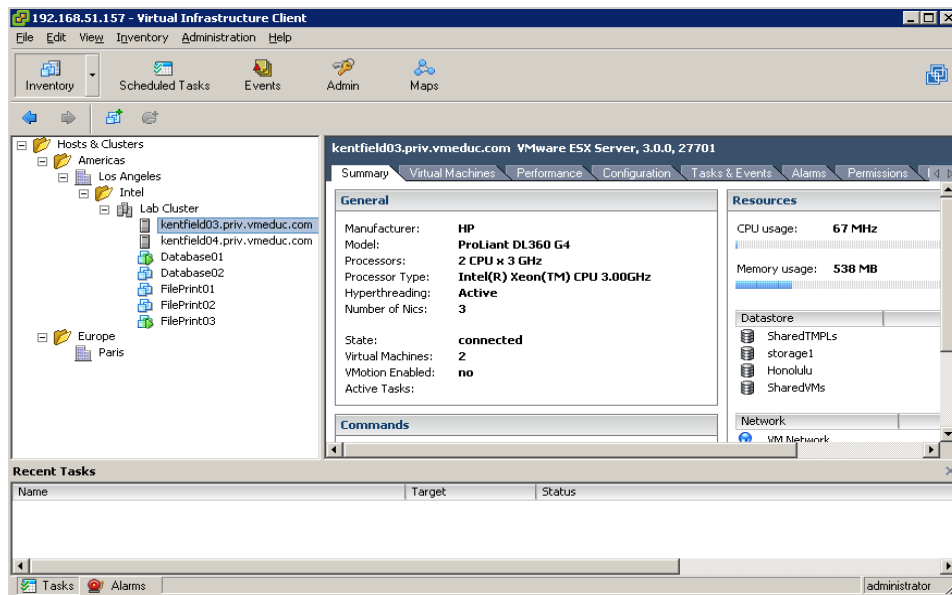 192.168.51.157 - Virtual Infrastructure Client
File Edit View Inventory Administration Help
Inventory Scheduled Tasks Events Admin Maps
Hosts & Clusters
Americas
Los Angeles
Intel
Lab Cluster
kentfield03.priv.vmeduc.com
kentfield04.priv.vmeduc.com
Database01
Database02
FilePrint01
FilePrint02
FilePrint03
Europe
Paris
kentfield03.priv.vmeduc.com VMware ESX Server, 3.0.0, 27701
Summary Virtual Machines Performance Configuration Tasks & Events Alarms Permissions
General
Manufacturer: HP
Model: ProLiant DL360 G4
Processors: 2 CPU x 3 GHz
Processor Type: Intel(R) Xeon(TM) CPU 3.00GHz
Hyperthreading: Active
Number of Nics: 3
State: connected
Virtual Machines: 2
VMotion Enabled: no
Active Tasks:
Commands
Resources
CPU usage: 67 MHz
Memory usage: 538 MB
Datastore
SharedTMPLs
storage1
Honolulu
SharedVMs
Network
VM Network
Recent Tasks
Name Target Status
Tasks Alarms administrator